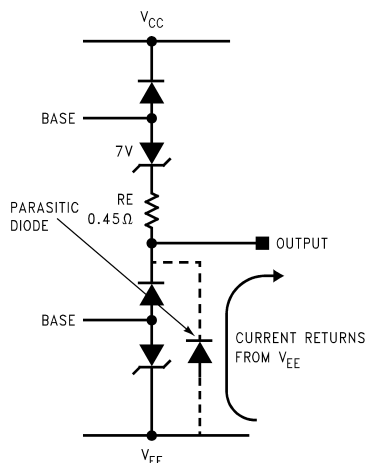 VCC
BASE
7V
RE
0.45Ω
PARASITIC
DIODE
OUTPUT
BASE
CURRENT RETURNS
FROM VEE
VEE